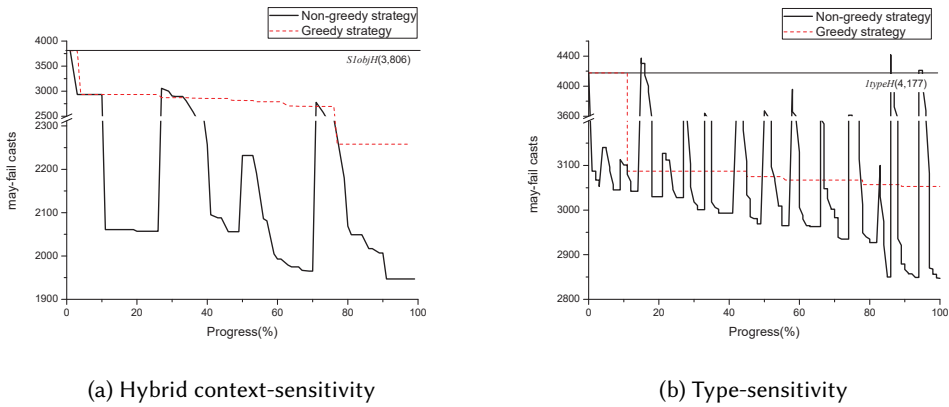 Non-greedy strategy
Greedy strategy
4000
3500
3000
2500
2300
2200
2100
2000
1900
0
20
40
60
80
100
may-fail casts
Progress(%)
S1objH(3,806)
(a) Hybrid context-sensitivity
Non-greedy strategy
Greedy strategy
4400
4000
3600
3100
3000
2900
2800
0
20
40
60
80
100
may-fail casts
Progress(%)
1typeH(4,177)
(b) Type-sensitivity